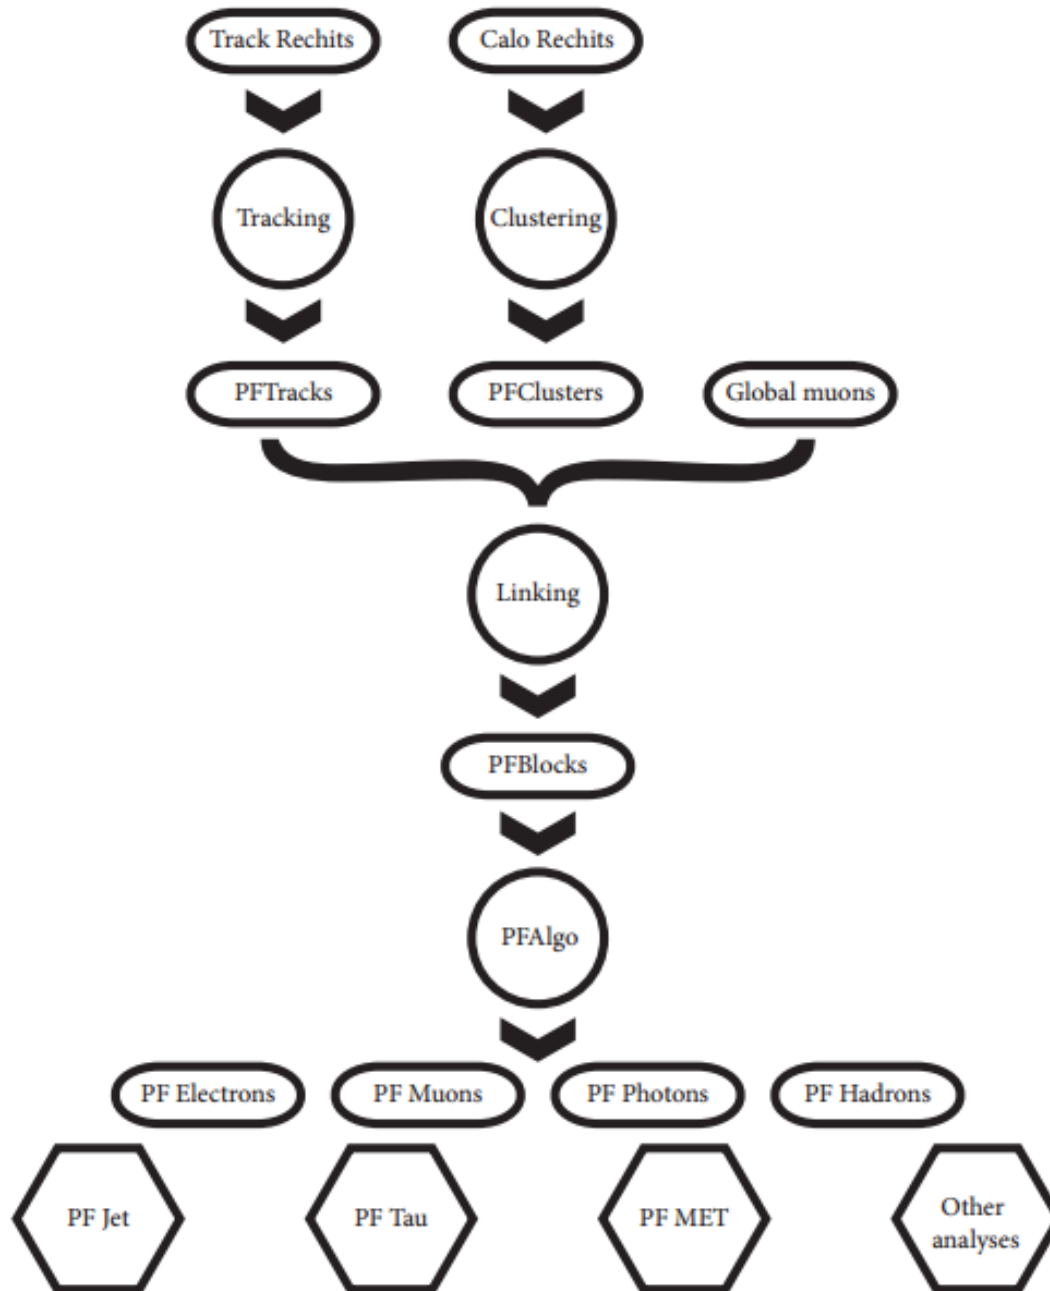 Track Rechits
Calo Rechits
Tracking
Clustering
PFTracks
PFClusters
Global muons
Linking
PFBlocks
PFAlgo
PF Electrons
PF Muons
PF Photons
PF Hadrons
PF Jet
PF Tau
PF MET
Other
analyses